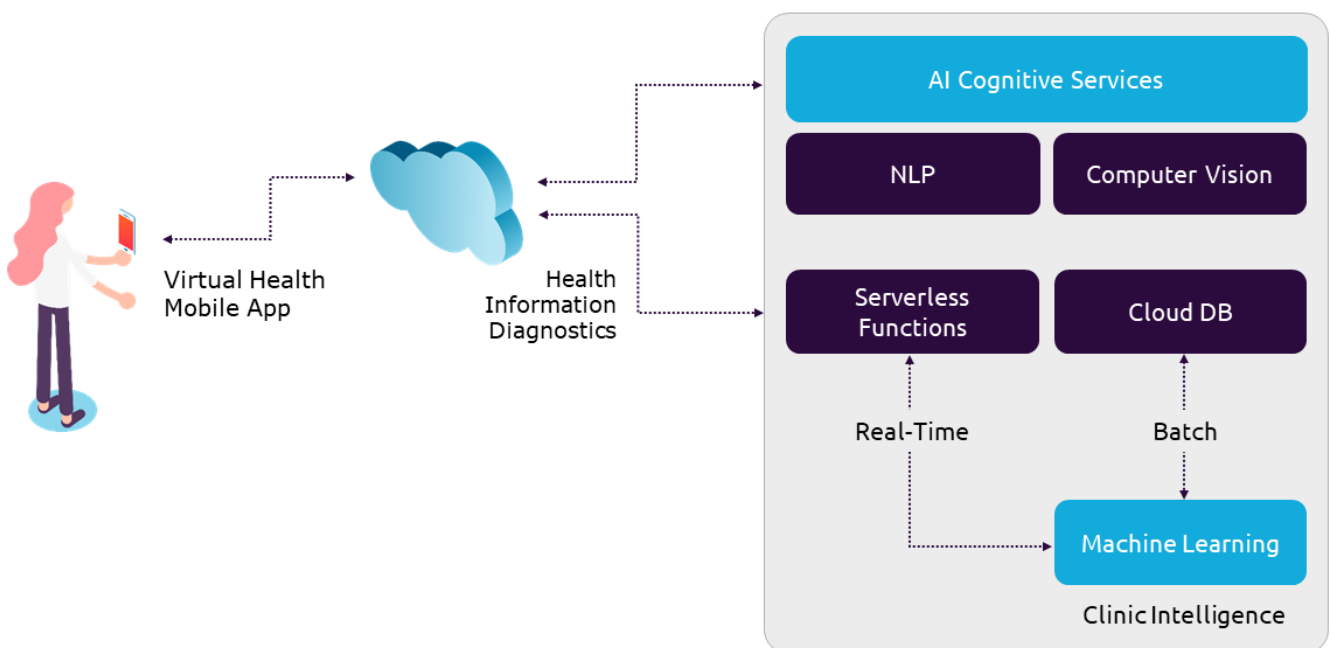 AI Cognitive Services
NLP
Computer Vision
Virtual Health
Mobile App
Health
Information
Diagnostics
Serverless
Functions
Cloud DB
Real-Time
Batch
Machine Learning
Clinic Intelligence